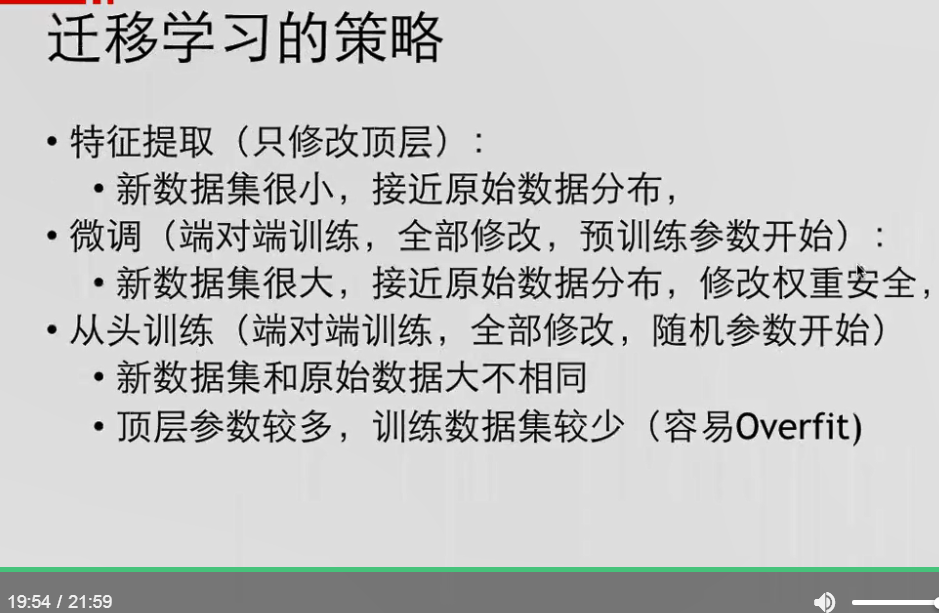 迁移学习的策略
• 特征提取（只修改顶层）：
• 新数据集很小，接近原始数据分布，
• 微调（端对端训练，全部修改，预训练参数开始）：
• 新数据集很大，接近原始数据分布，修改权重安全，
• 从头训练（端对端训练，全部修改，随机参数开始）
• 新数据集和原始数据大不相同
• 顶层参数较多，训练数据集较少（容易Overfit)
19:54 / 21:59